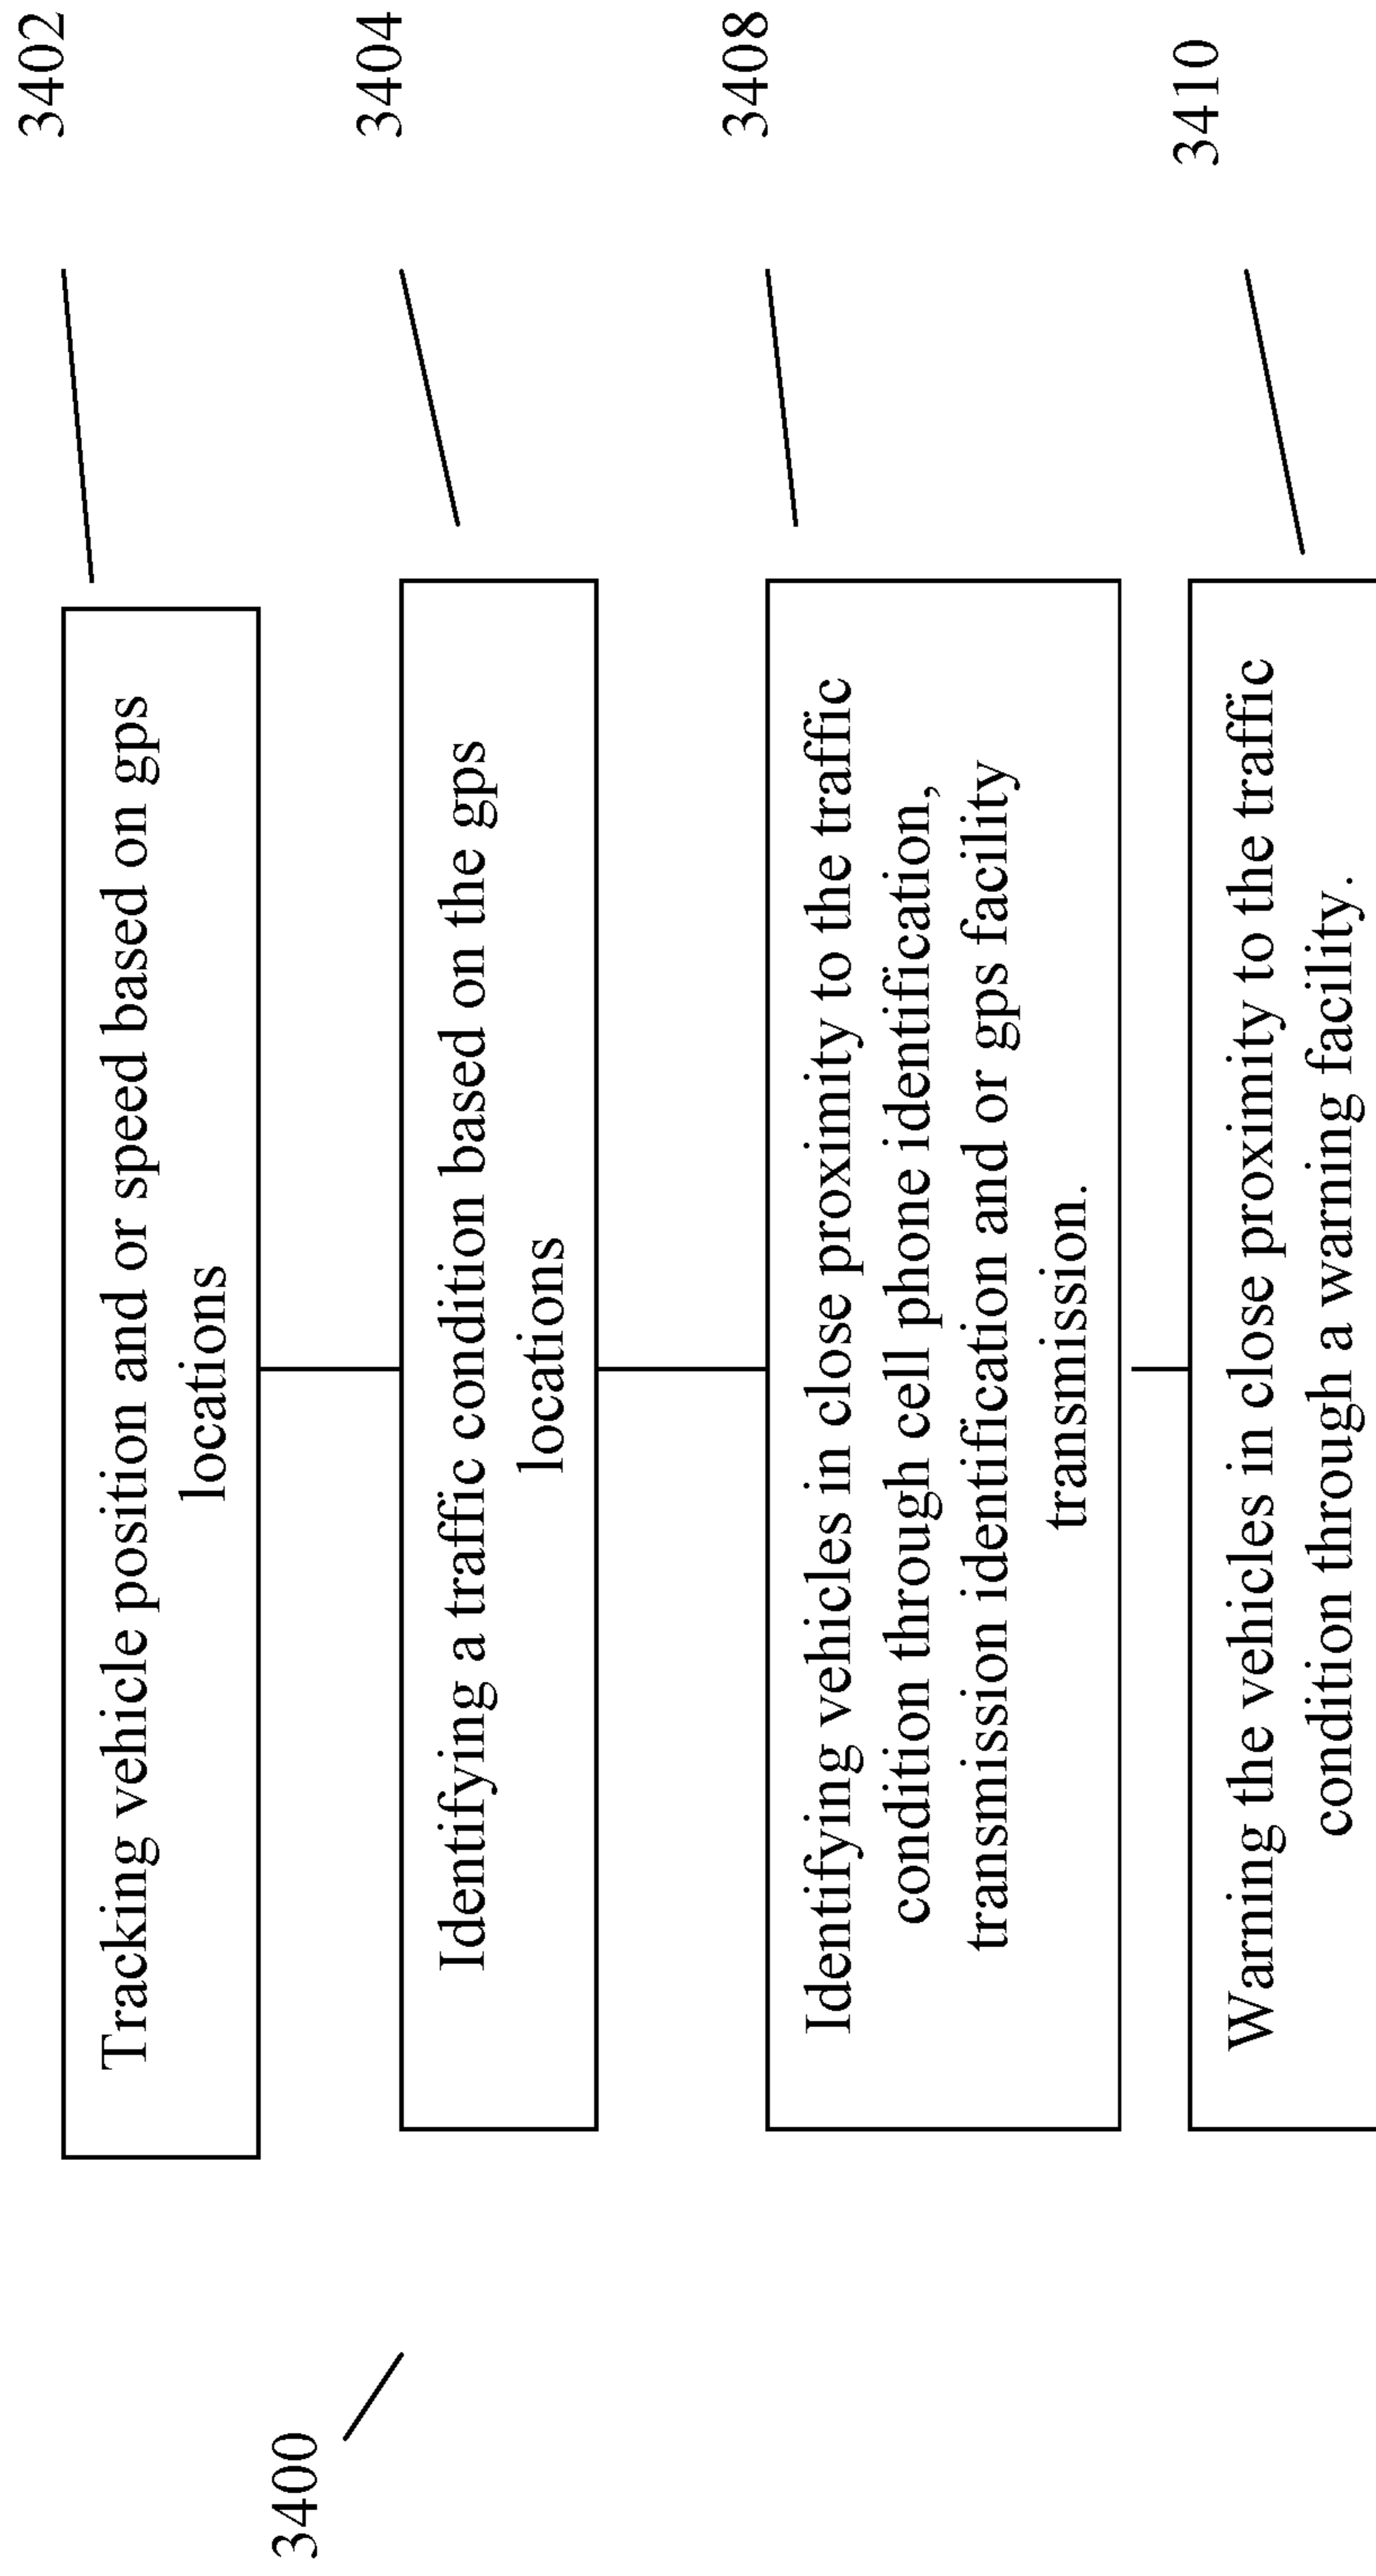 3400
3402
Tracking vehicle position and or speed based on gps
locations
3404
Identifying a traffic condition based on the gps
locations
3408
Identifying vehicles in close proximity to the traffic
condition through cell phone identification,
transmission identification and or gps facility
transmission.
3410
Warning the vehicles in close proximity to the traffic
condition through a warning facility.